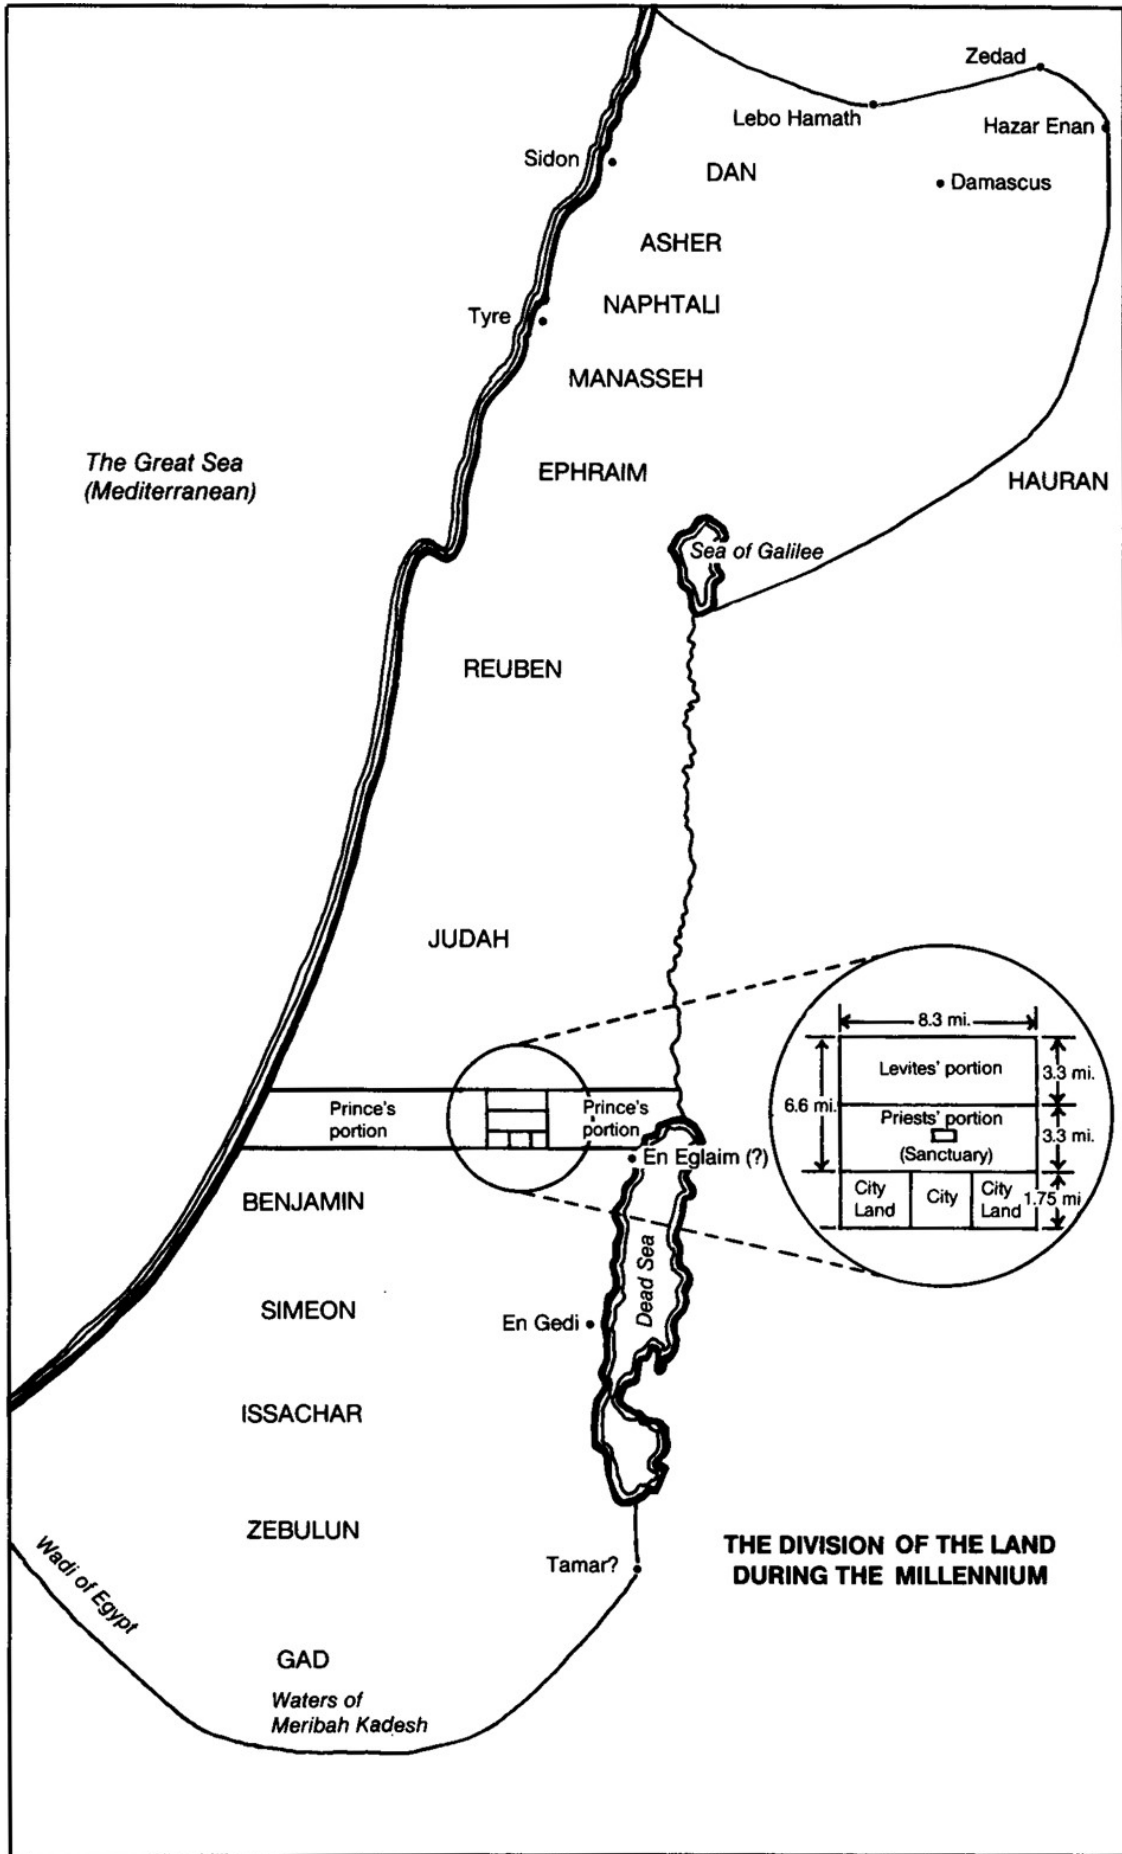 Zedad
Lebo Hamath
Hazar Enan
Sidon
DAN
Damascus
ASHER
NAPHTALI
Tyre
MANASSEH
The Great Sea
(Mediterranean)
EPHRAIM
HAURAN
Sea of Galilee
REUBEN
JUDAH
8.3 mi.
Levites' portion
3.3 mi.
6.6 mi.
Priests' portion
(Sanctuary)
3.3 mi.
City
Land
City
City
Land
1.75 mi
Prince's
portion
Prince's
portion
En Eglaim (?)
BENJAMIN
Dead Sea
SIMEON
En Gedi
ISSACHAR
ZEBULUN
THE DIVISION OF THE LAND
DURING THE MILLENNIUM
Tamar?
Wadi of Egypt
GAD
Waters of
Meribah Kadesh